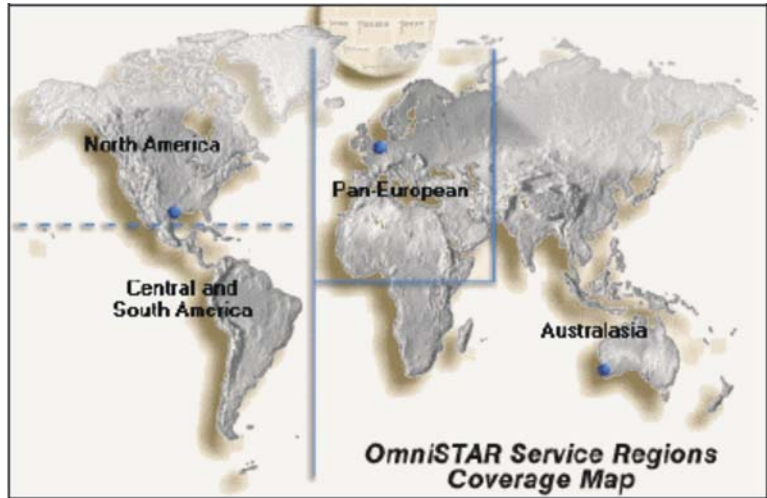 North America
Pan-European
Central and
South America
Australasia
OmniSTAR Service Regions
Coverage Map